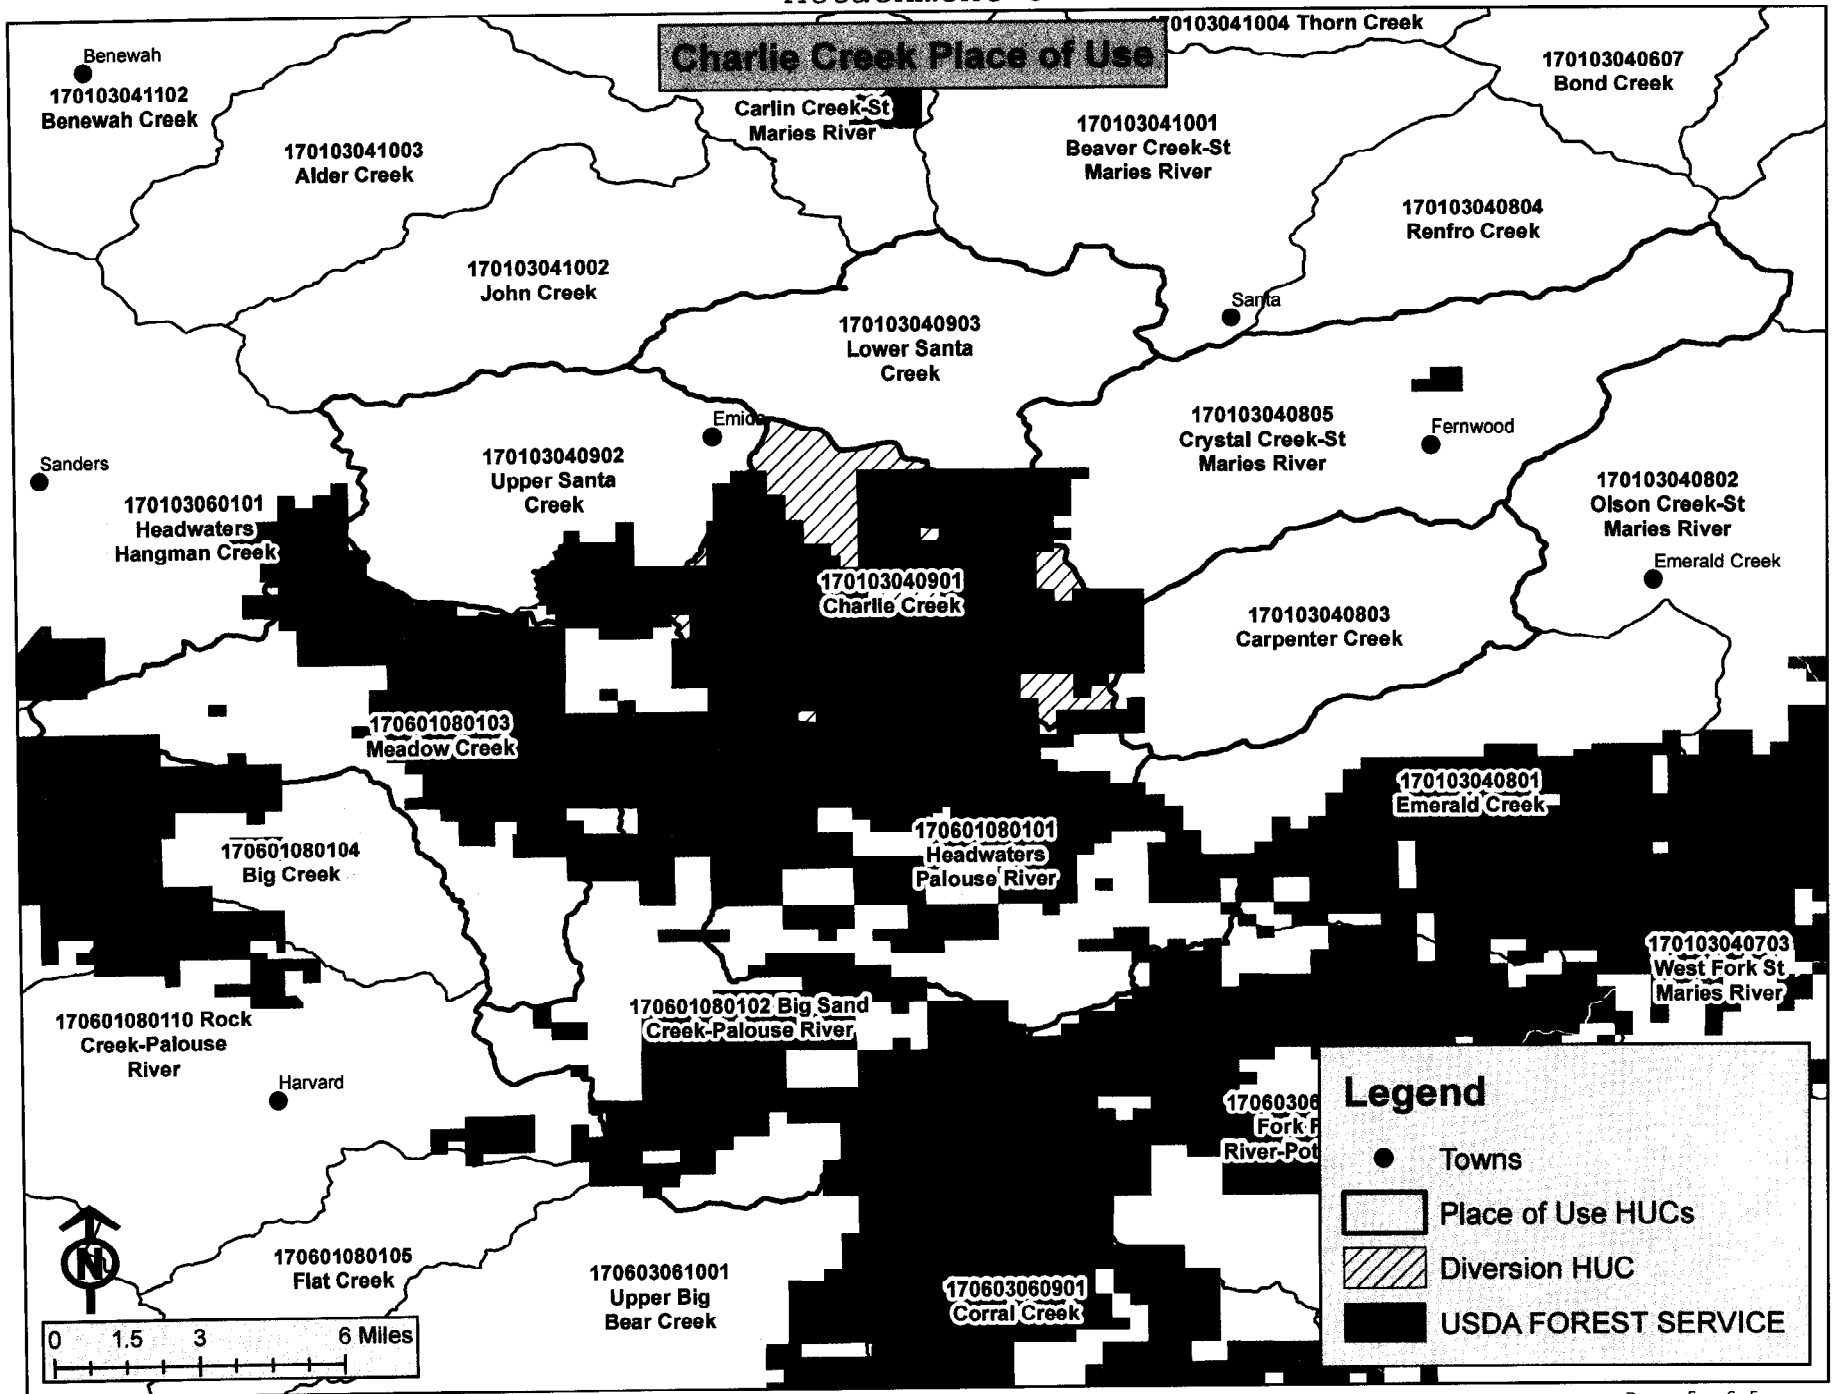 170103041004 Thorn Creek
Charlie Creek Place of Use
Benewah
170103041102
Benewah Creek
170103041003
Alder Creek
Carlin Creek-St
Maries River
170103041001
Beaver Creek-St
Maries River
170103040607
Bond Creek
170103040804
Renfro Creek
170103041002
John Creek
Santa
170103040903
Lower Santa
Creek
Emida
170103040902
Upper Santa
Creek
170103040805
Crystal Creek-St
Maries River
Fernwood
Sanders
170103060101
Headwaters
Hangman Creek
170103040802
Olson Creek-St
Maries River
Emerald Creek
170103040901
Charlie Creek
170103040803
Carpenter Creek
170601080103
Meadow Creek
170103040801
Emerald Creek
170601080104
Big Creek
170601080101
Headwaters
Palouse River
170103040703
West Fork St
Maries River
170601080102 Big Sand
Creek-Palouse River
170601080110 Rock
Creek-Palouse
River
Harvard
17060306
Fork
River-Pot
170601080105
Flat Creek
170603061001
Upper Big
Bear Creek
170603060901
Corral Creek
Legend
Towns
Place of Use HUCs
Diversion HUC
USDA FOREST SERVICE
N
0 1.5 3 6 Miles